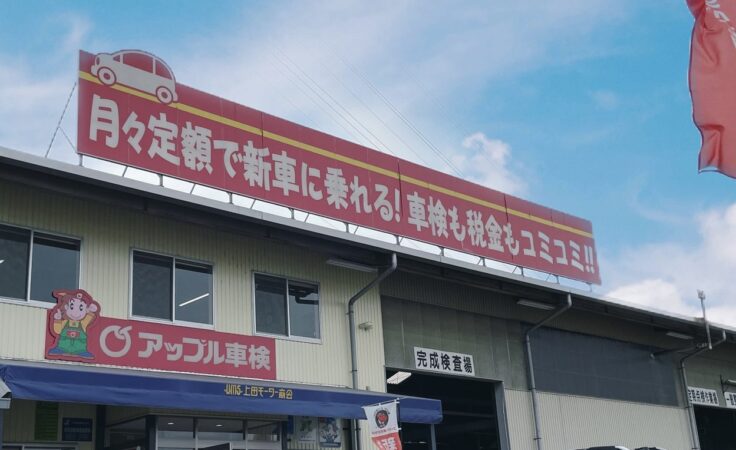 月々定額で新車に乗れる!車検も税金もコミコミ!!
アップル車検
UMS 上田モーター商会
完成検査場